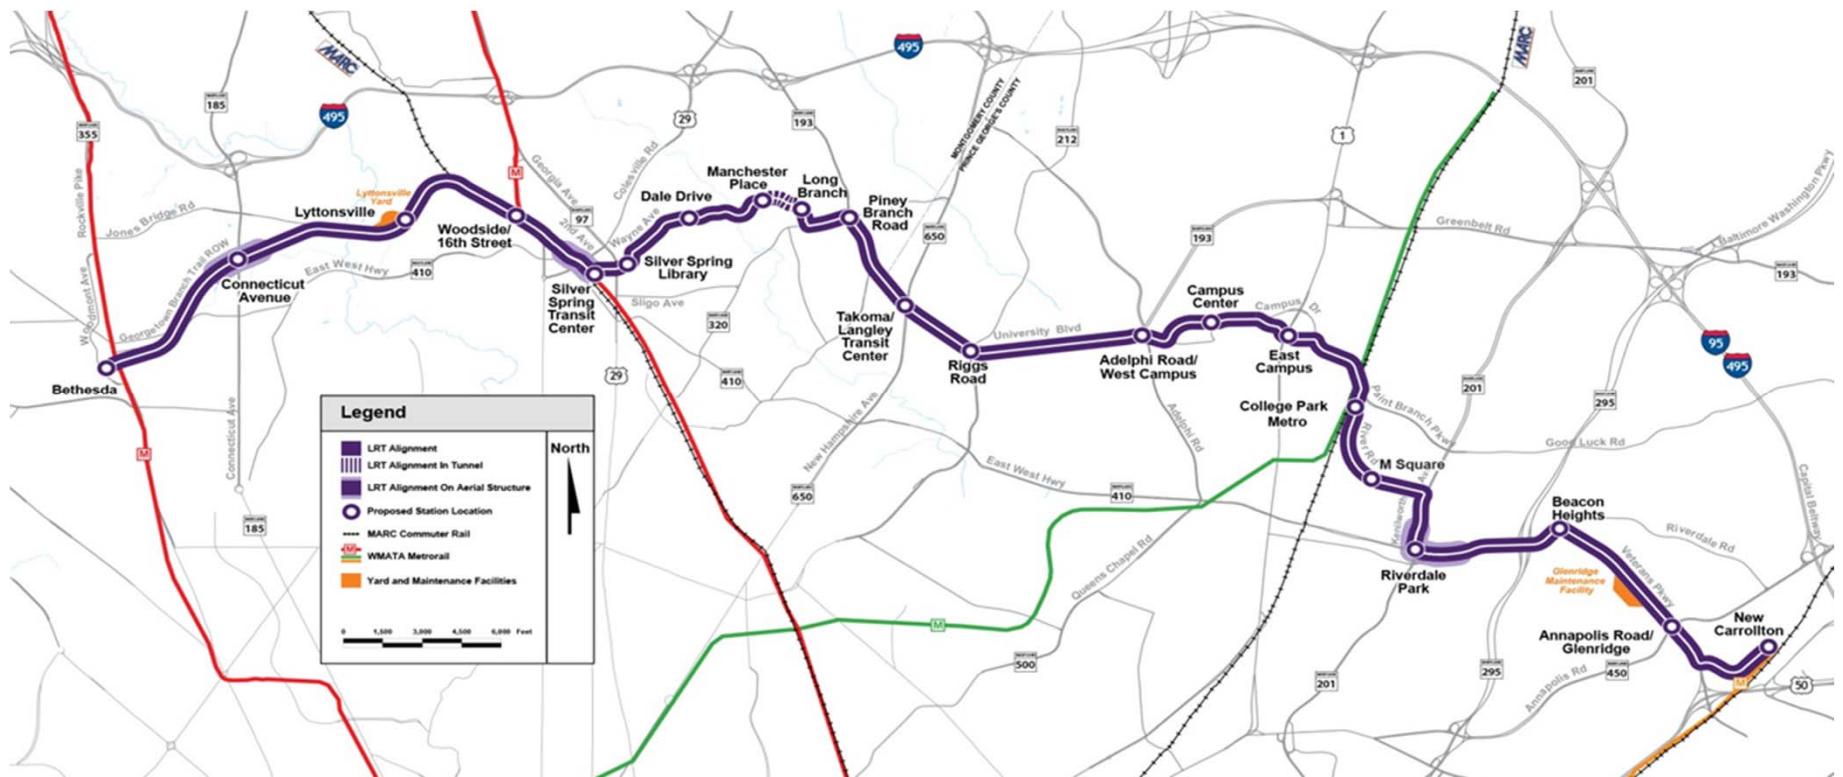 MARC
495
MARC
201
185
495
29
193
MONTGOMERY COUNTY
PRINCE GEORGE'S COUNTY
212
1
355
Rockville Pike
Jones Bridge Rd
Lyttonsville
Yard
Lyttonsville
M
Georgia Ave
Colesville Rd
97
2nd Ave
Wayne Ave
Woodside/
16th Street
Dale Drive
Manchester
Place
Long
Branch
Piney
Branch
Road
650
193
Greenbelt Rd
Baltimore Washington Pkwy
193
Woodmont Ave
Georgetown Branch Trail ROW
Connecticut
Avenue
East West Hwy
410
Silver
Spring
Transit
Center
Silver Spring
Library
Sligo Ave
320
Takoma/
Langley
Transit
Center
University Blvd
Riggs
Road
Adelphi Road/
West Campus
Campus
Center
Campus Dr
East
Campus
95
495
Bethesda
29
410
201
295
College Park
Metro
Paint Branch Pkwy
River Rd
Good Luck Rd
Connecticut Ave
New Hampshire Ave
Adelphi Rd
M Square
Capital Beltway
Legend
LRT Alignment
LRT Alignment In Tunnel
LRT Alignment On Aerial Structure
Proposed Station Location
MARC Commuter Rail
M
WMATA Metrorail
Yard and Maintenance Facilities
0 1,500 3,000 4,500 6,000 Feet
North
M
185
650
East West Hwy
410
Beacon
Heights
Riverdale Rd
Riverdale
Park
Queens Chapel Rd
Glenridge
Maintenance
Facility
Veterans Pkwy
M
500
Annapolis Road/
Glenridge
New
Carrollton
201
295
Annapolis Rd
450
M
50